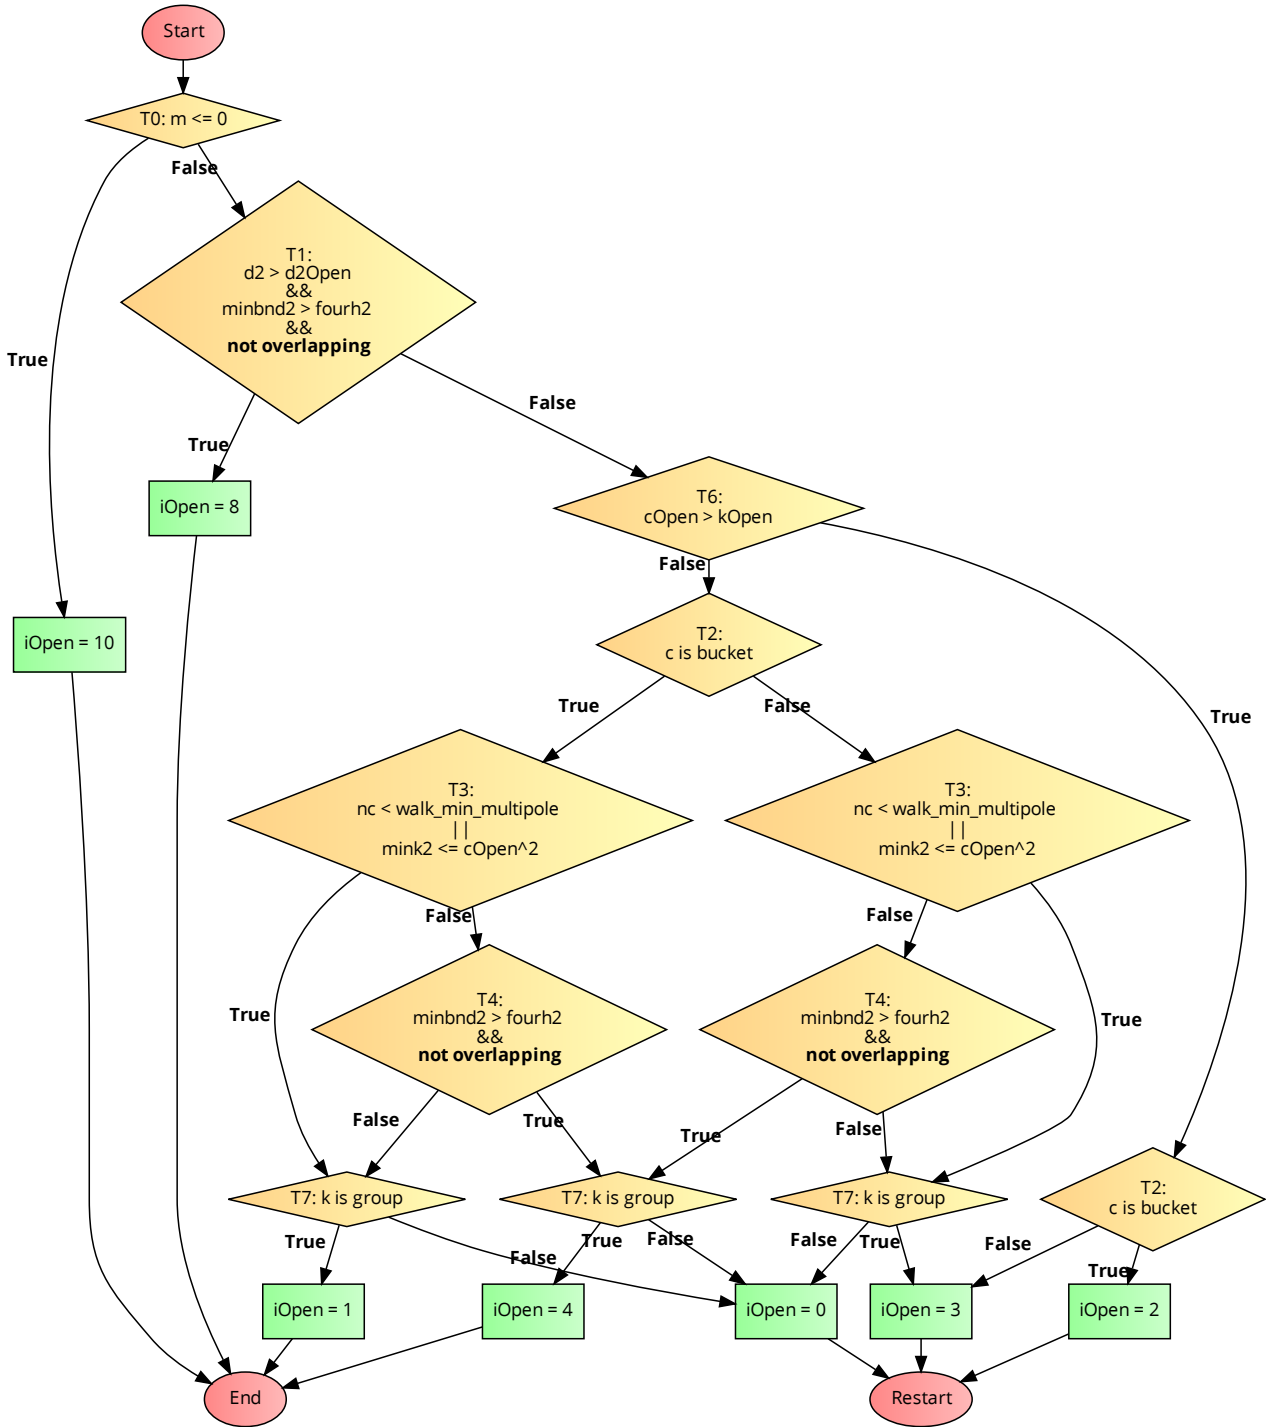 Start
T0: m <= 0
False
True
T1:
d2 > d2Open
&&
minbnd2 > fourh2
&&
not overlapping
False
True
T6:
cOpen > kOpen
iOpen = 8
False
True
iOpen = 10
T2:
c is bucket
True
False
T3:
nc < walk_min_multipole
||
mink2 <= cOpen^2
T3:
nc < walk_min_multipole
||
mink2 <= cOpen^2
False
False
True
True
T4:
minbnd2 > fourh2
&&
not overlapping
T4:
minbnd2 > fourh2
&&
not overlapping
False
True
True
False
T7: k is group
T7: k is group
T7: k is group
T2:
c is bucket
True
False
True
False
False
True
False
True
iOpen = 1
iOpen = 4
iOpen = 0
iOpen = 3
iOpen = 2
End
Restart